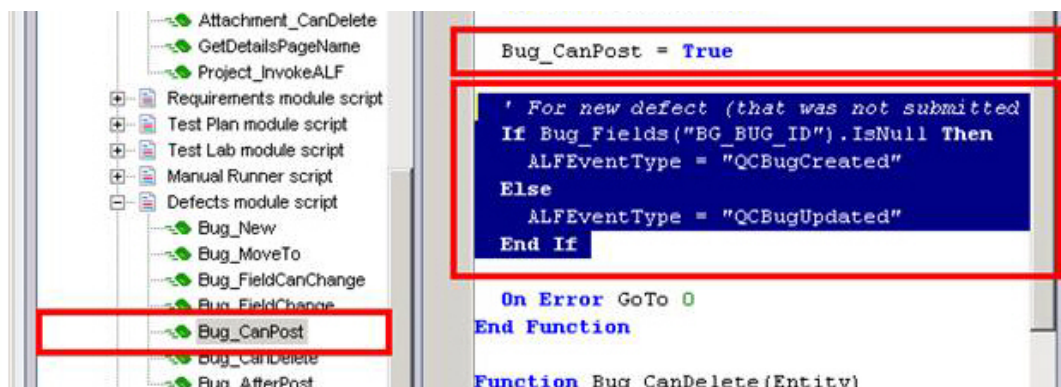 Attachment_CanDelete
GetDetailsPageName
Project_InvokeALF
Requirements module script
Test Plan module script
Test Lab module script
Manual Runner script
Defects module script
Bug_New
Bug_MoveTo
Bug_FieldCanChange
Bug_FieldChange
Bug_CanPost
Bug_CanDelete
Bug_AfterPost
Bug_CanPost = True
' For new defect (that was not submitted
If Bug_Fields("BG_BUG_ID").IsNull Then
ALFEventType = "QCBugCreated"
Else
ALFEventType = "QCBugUpdated"
End If
On Error GoTo 0
End Function
Function Bug_CanDelete(Entity)